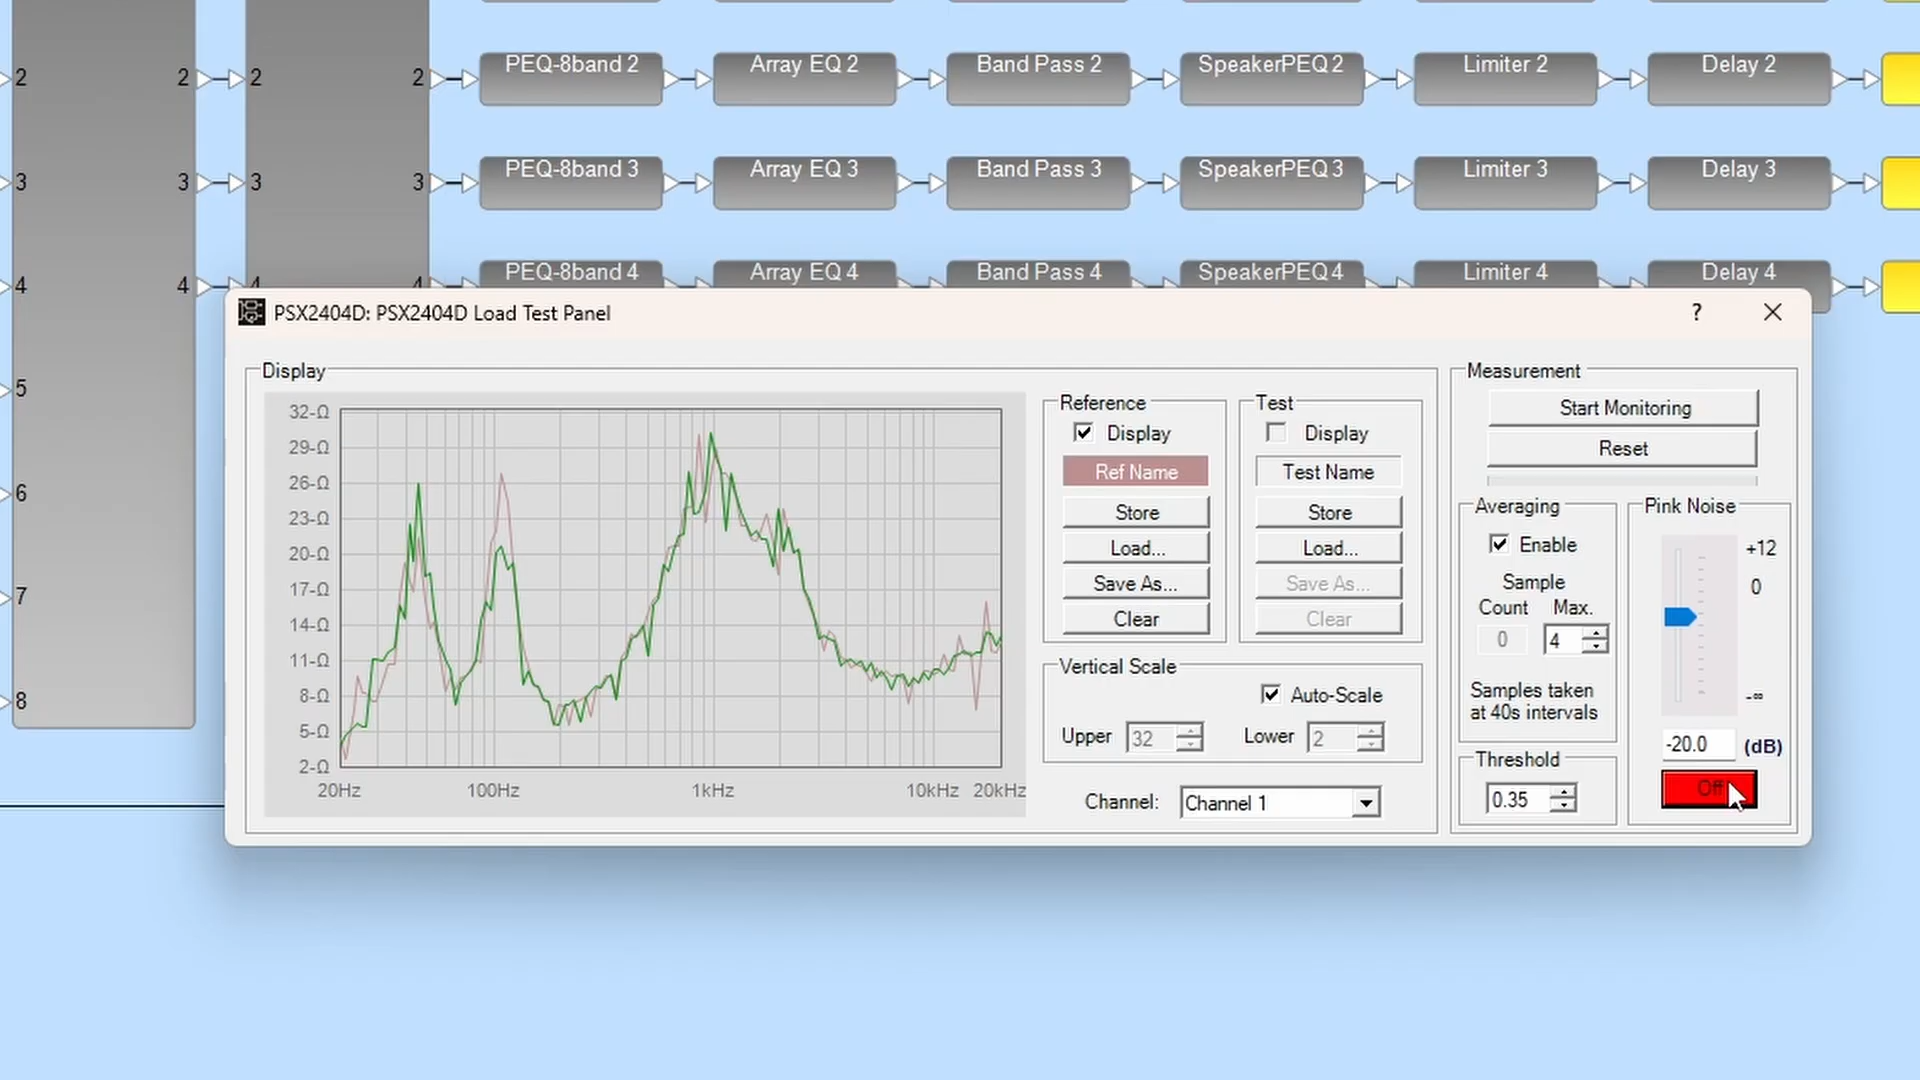 2 2 2 2 PEQ-8band 2 Array EQ 2 Band Pass 2 SpeakerPEQ 2 Limiter 2 Delay 2
3 3 3 3 PEQ-8band 3 Array EQ 3 Band Pass 3 SpeakerPEQ 3 Limiter 3 Delay 3
4 4 4 4 PEQ-8band 4 Array EQ 4 Band Pass 4 SpeakerPEQ 4 Limiter 4 Delay 4
5
6
7
8
PSX2404D: PSX2404D Load Test Panel ?
Display
32-Ω
29-Ω
26-Ω
23-Ω
20-Ω
17-Ω
14-Ω
11-Ω
8-Ω
5-Ω
2-Ω
20Hz 100Hz 1kHz 10kHz 20kHz
Reference
Display
Ref Name
Store
Load...
Save As...
Clear
Test
Display
Test Name
Store
Load...
Save As...
Clear
Vertical Scale
Auto-Scale
Upper 32 Lower 2
Channel: Channel 1
Measurement
Start Monitoring
Reset
Averaging
Enable
Sample
Count Max.
0 4
Samples taken
at 40s intervals
Threshold
0.35
Pink Noise
+12
0
-∞
-20.0 (dB)
Off